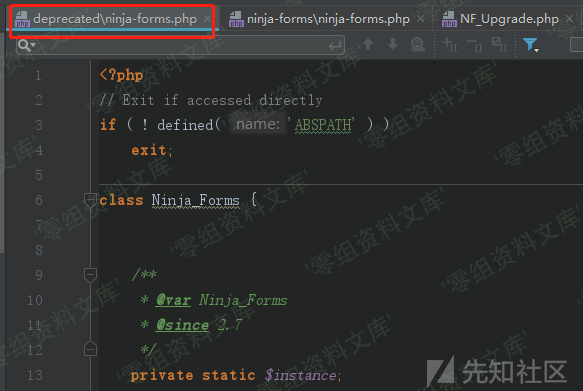 deprecated\ninja-forms.php × ninja-forms\ninja-forms.php × NF_Upgrade.php ×
1 <?php
2 // Exit if accessed directly
3 if ( ! defined( name: 'ABSPATH' ) )
4 exit;
6 class Ninja_Forms {
7
8
9 /**
10 * @var Ninja_Forms
11 * @since 2.7
12 */
13 private static $instance;
'零组资料文库'
先知社区